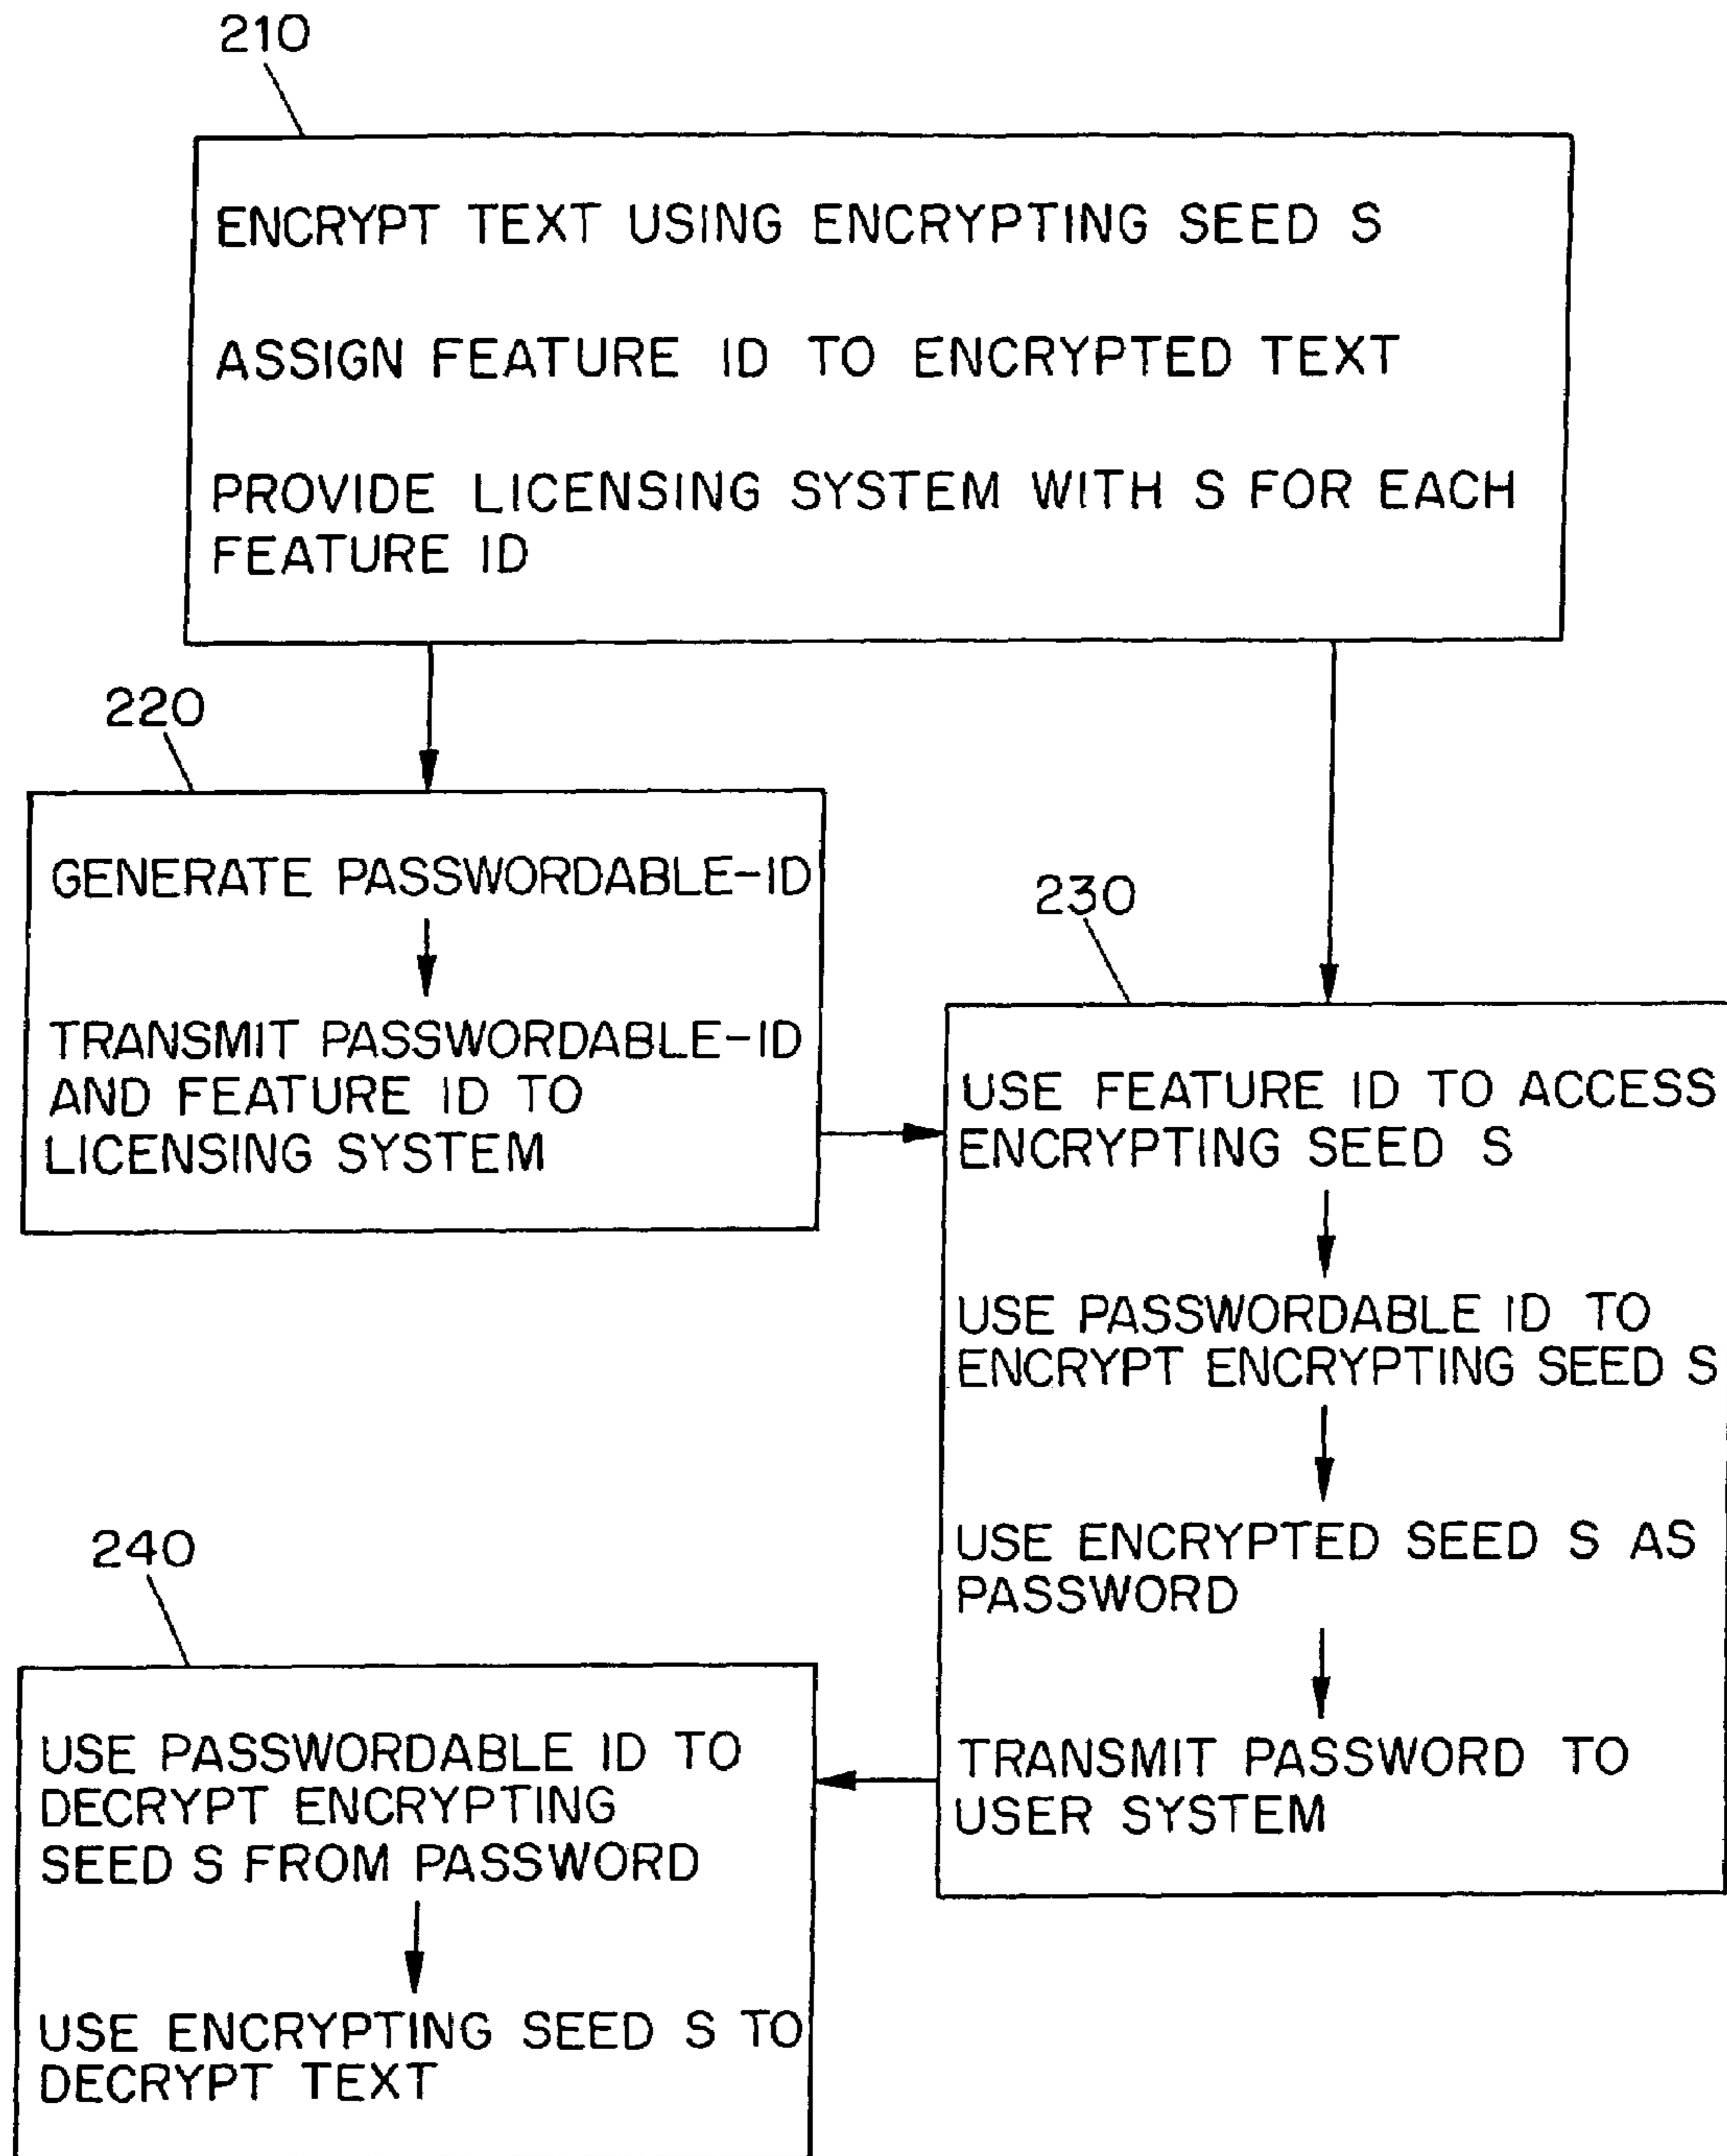 210
ENCRYPT TEXT USING ENCRYPTING SEED S
ASSIGN FEATURE ID TO ENCRYPTED TEXT
PROVIDE LICENSING SYSTEM WITH S FOR EACH
FEATURE ID
220
GENERATE PASSWORDABLE-ID
TRANSMIT PASSWORDABLE-ID
AND FEATURE ID TO
LICENSING SYSTEM
230
USE FEATURE ID TO ACCESS
ENCRYPTING SEED S
USE PASSWORDABLE ID TO
ENCRYPT ENCRYPTING SEED S
USE ENCRYPTED SEED S AS
PASSWORD
TRANSMIT PASSWORD TO
USER SYSTEM
240
USE PASSWORDABLE ID TO
DECRYPT ENCRYPTING
SEED S FROM PASSWORD
USE ENCRYPTING SEED S TO
DECRYPT TEXT